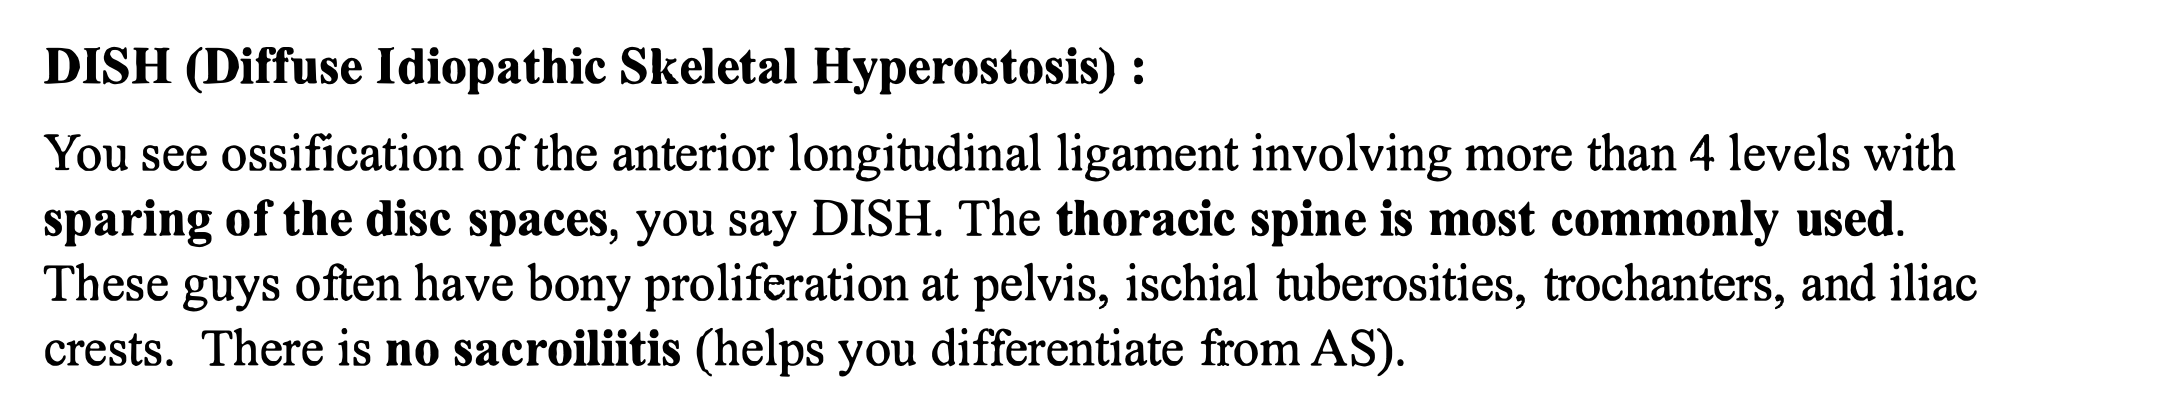 DISH (Diffuse Idiopathic Skeletal Hyperostosis) :
You see ossification of the anterior longitudinal ligament involving more than 4 levels with
sparing of the disc spaces, you say DISH. The thoracic spine is most commonly used.
These guys often have bony proliferation at pelvis, ischial tuberosities, trochanters, and iliac
crests.  There is no sacroiliitis (helps you differentiate from AS).